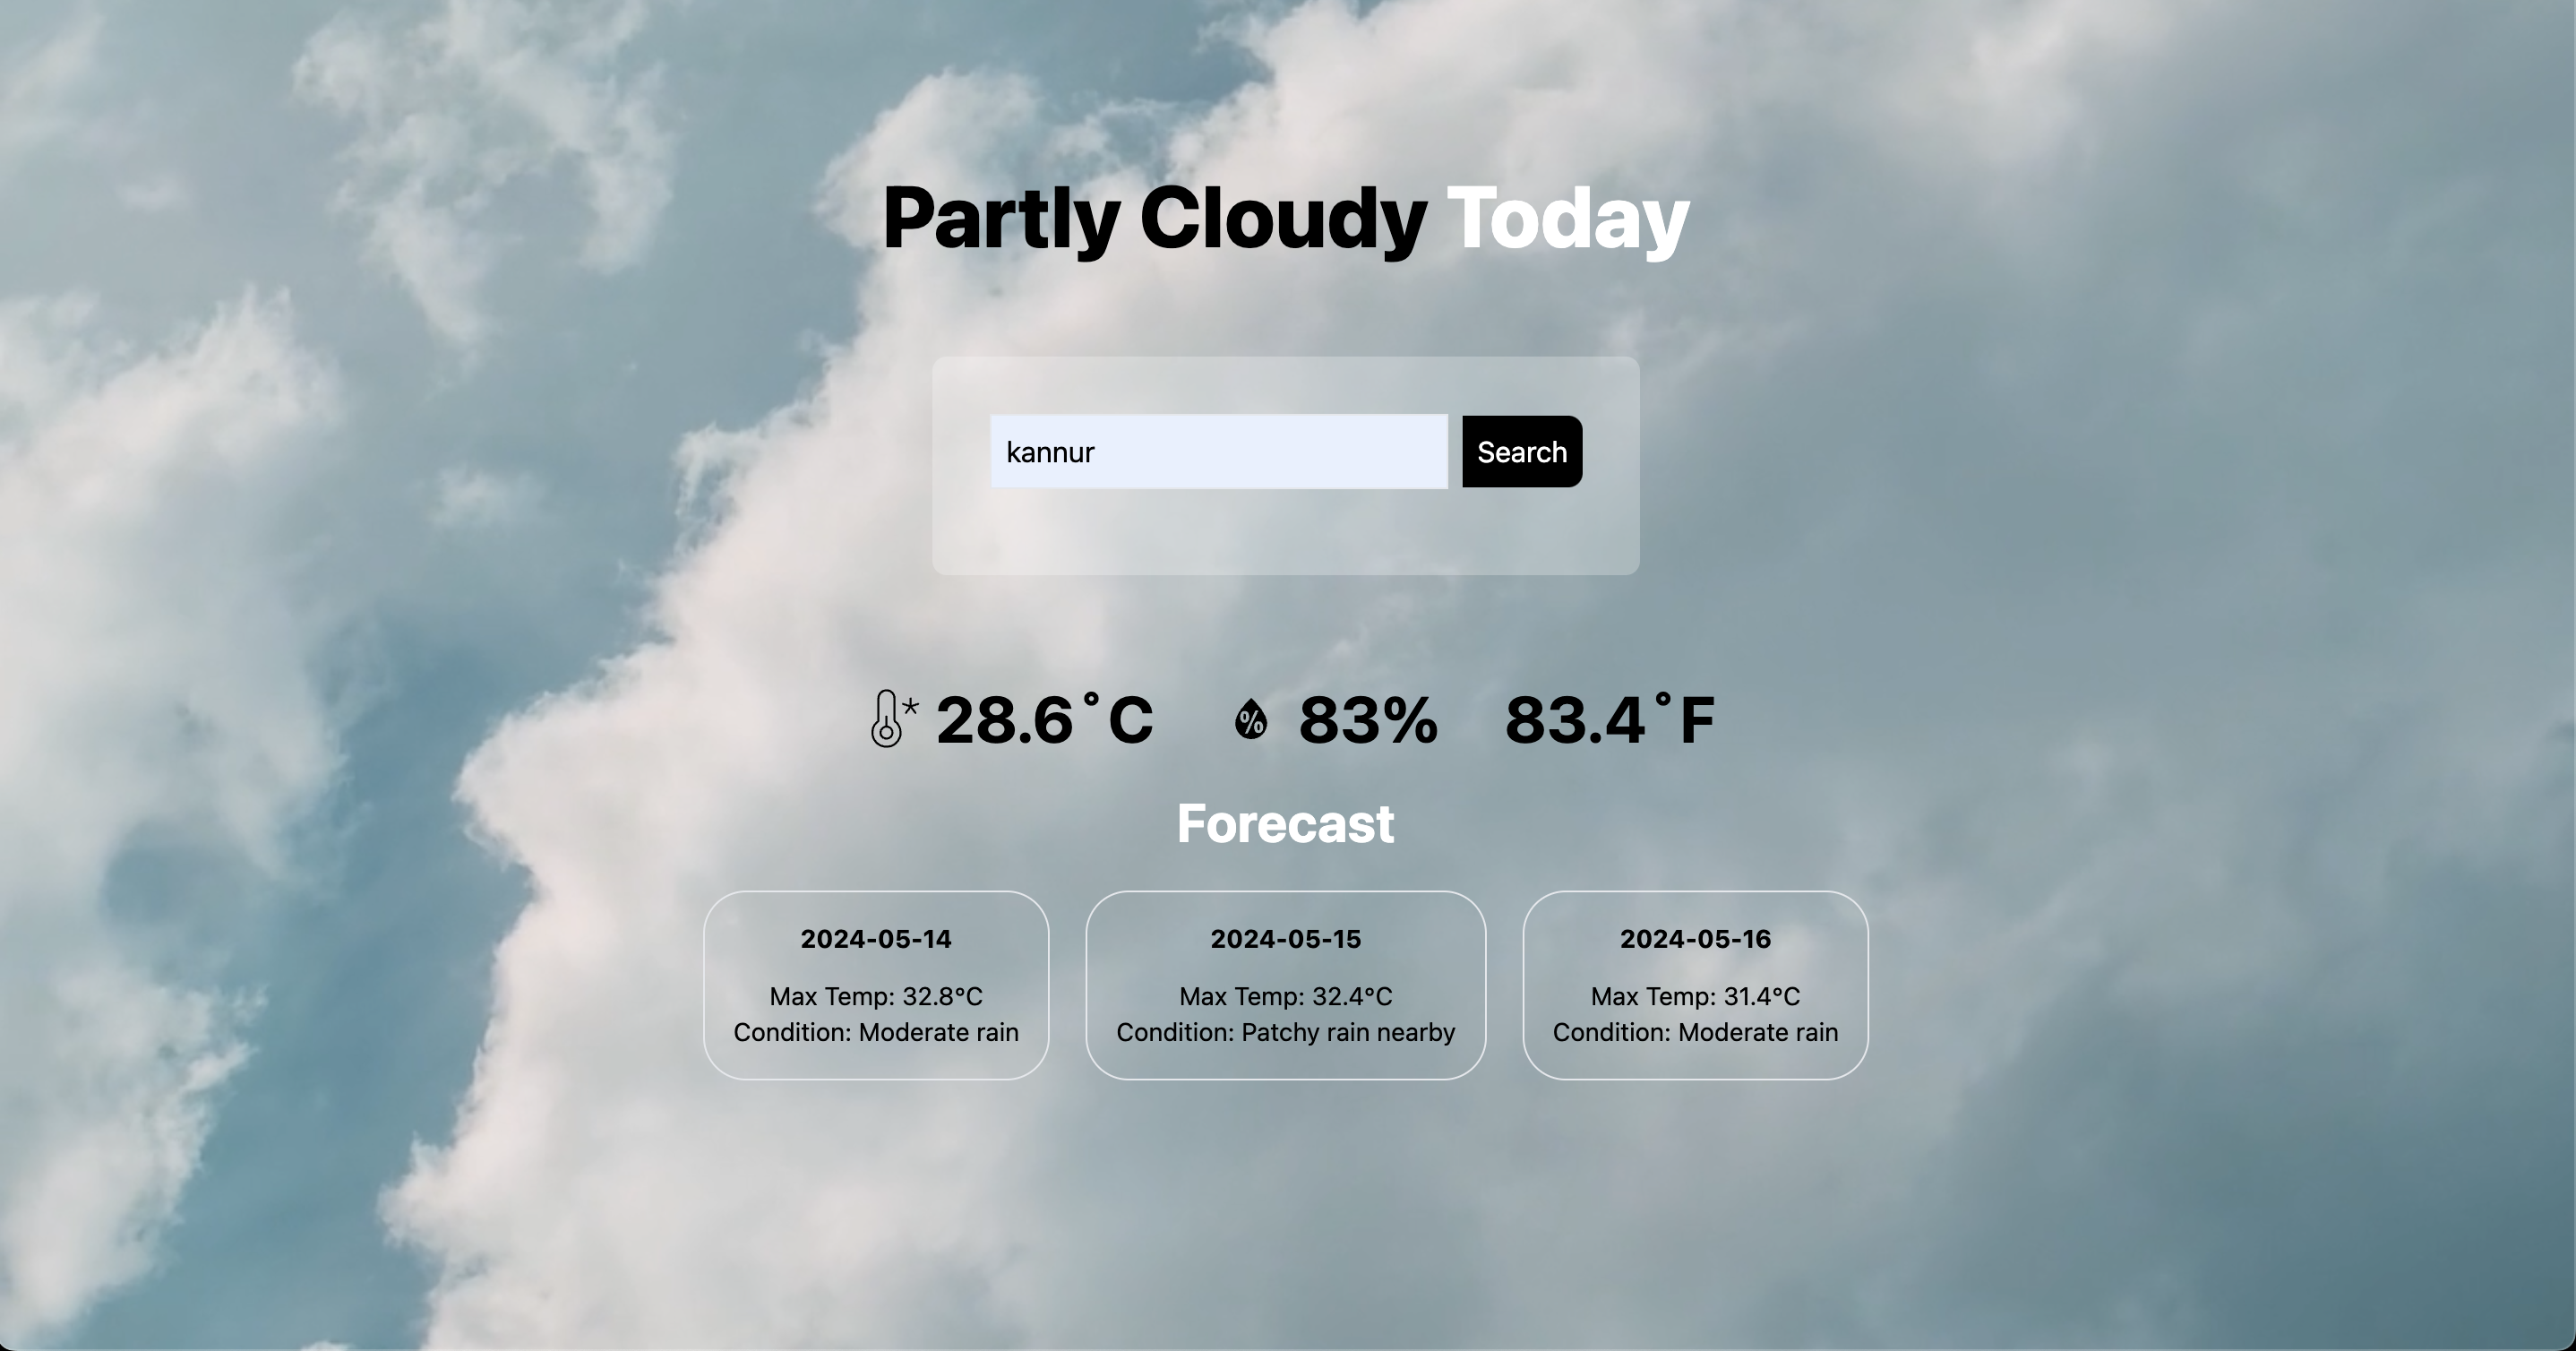 Partly Cloudy Today
kannur
Search
28.6˚C
83%
83.4˚F
Forecast
2024-05-14
Max Temp: 32.8°C
Condition: Moderate rain
2024-05-15
Max Temp: 32.4°C
Condition: Patchy rain nearby
2024-05-16
Max Temp: 31.4°C
Condition: Moderate rain